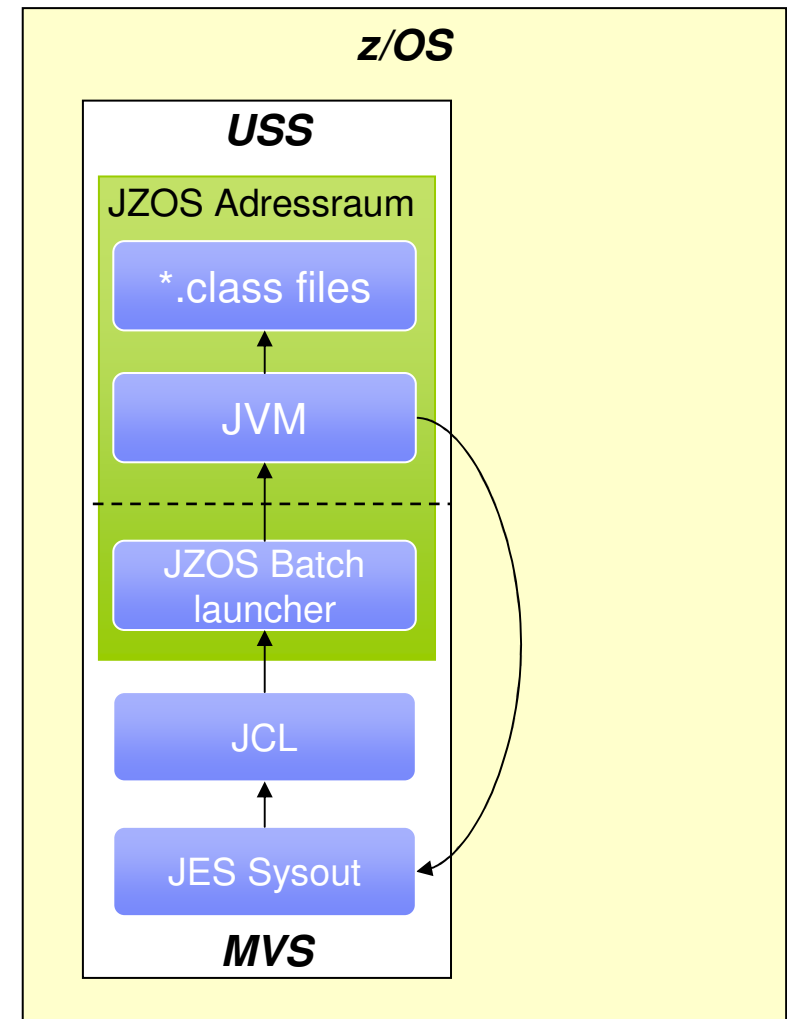 z/OS
USS
JZOS Adressraum
*.class files
JVM
JZOS Batch
launcher
JCL
JES Sysout
MVS